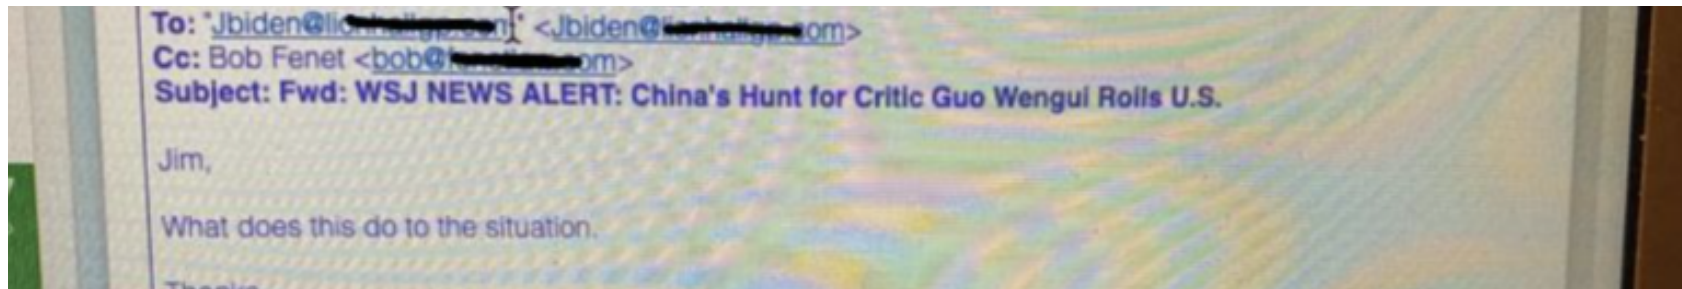 To: "Jbiden@li <Jbiden@ om>
Cc: Bob Fenet <bob@ om>
Subject: Fwd: WSJ NEWS ALERT: China's Hunt for Critic Guo Wengui Roils U.S.
Jim,
What does this do to the situation.